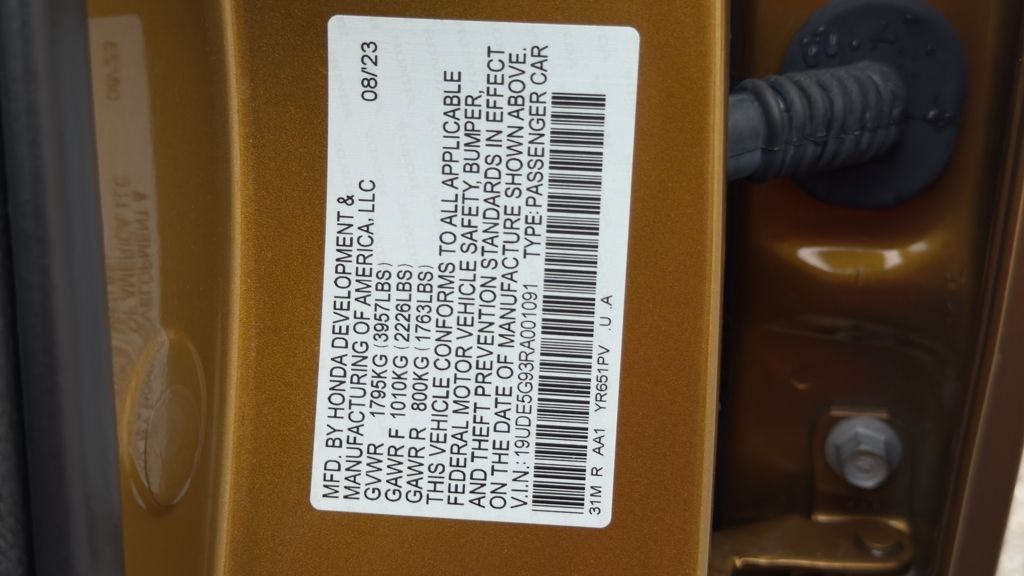 MFD. BY HONDA DEVELOPMENT &
MANUFACTURING OF AMERICA, LLC 08/23
GVWR 1795KG (3957LBS)
GAWR F 1010KG (2226LBS)
GAWR R 800KG (1763LBS)
THIS VEHICLE CONFORMS TO ALL APPLICABLE
FEDERAL MOTOR VEHICLE SAFETY, BUMPER,
AND THEFT PREVENTION STANDARDS IN EFFECT
ON THE DATE OF MANUFACTURE SHOWN ABOVE.
V.I.N.: 19UDE5G93RA001091 TYPE: PASSENGER CAR
31M R AA1 YR651PV U A